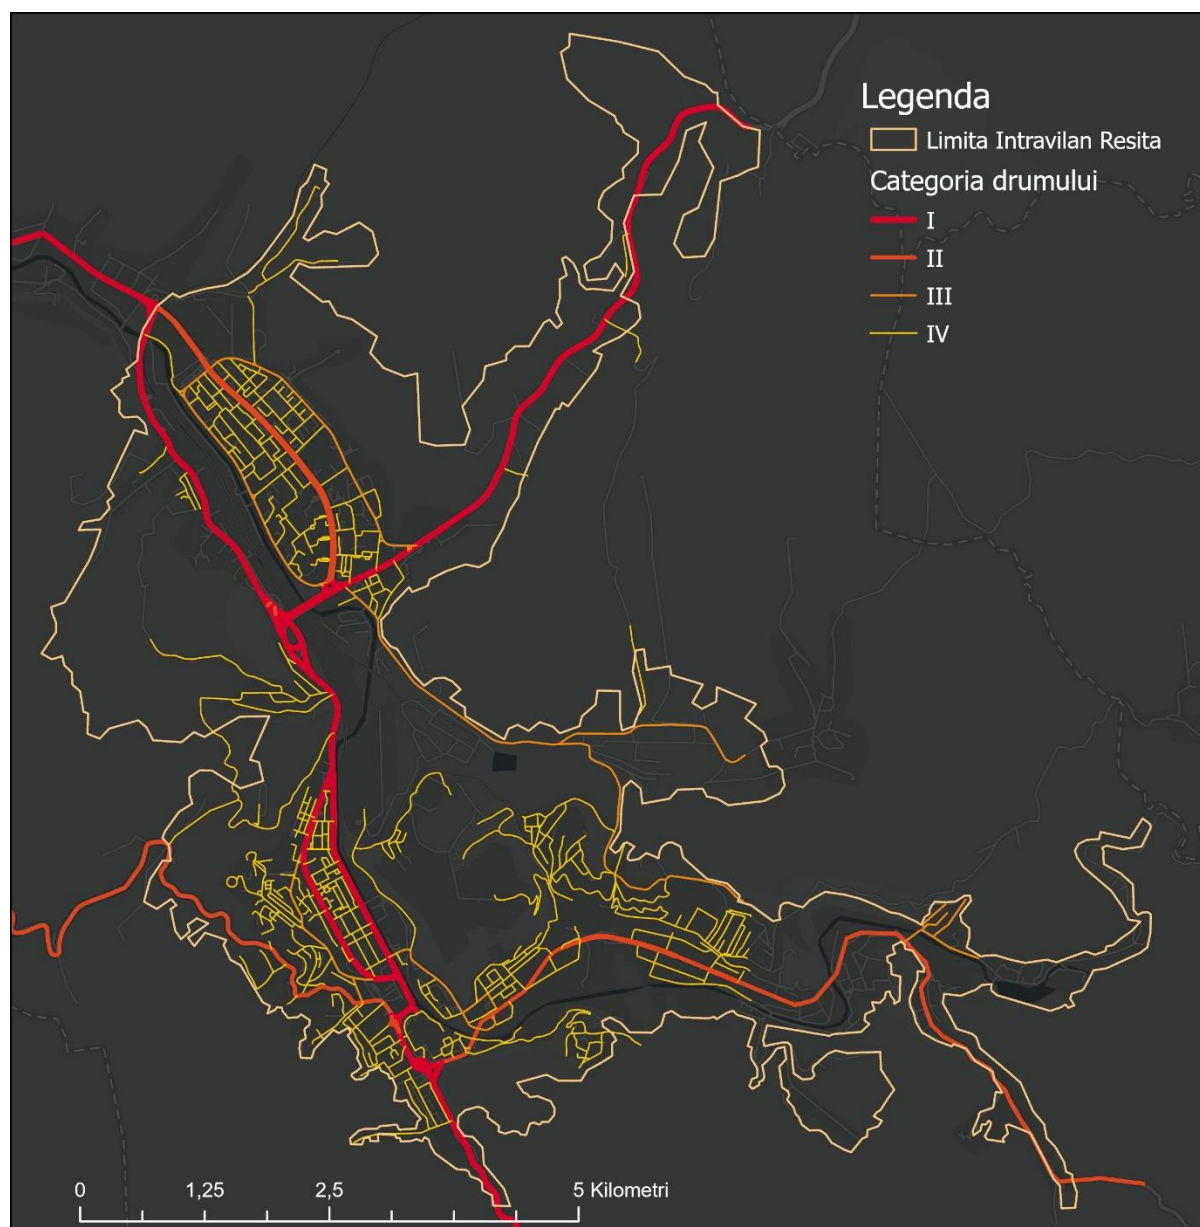 Legenda
Limita Intravilan Resita
Categoria drumului
I
II
III
IV
0 1,25 2,5 5 Kilometri